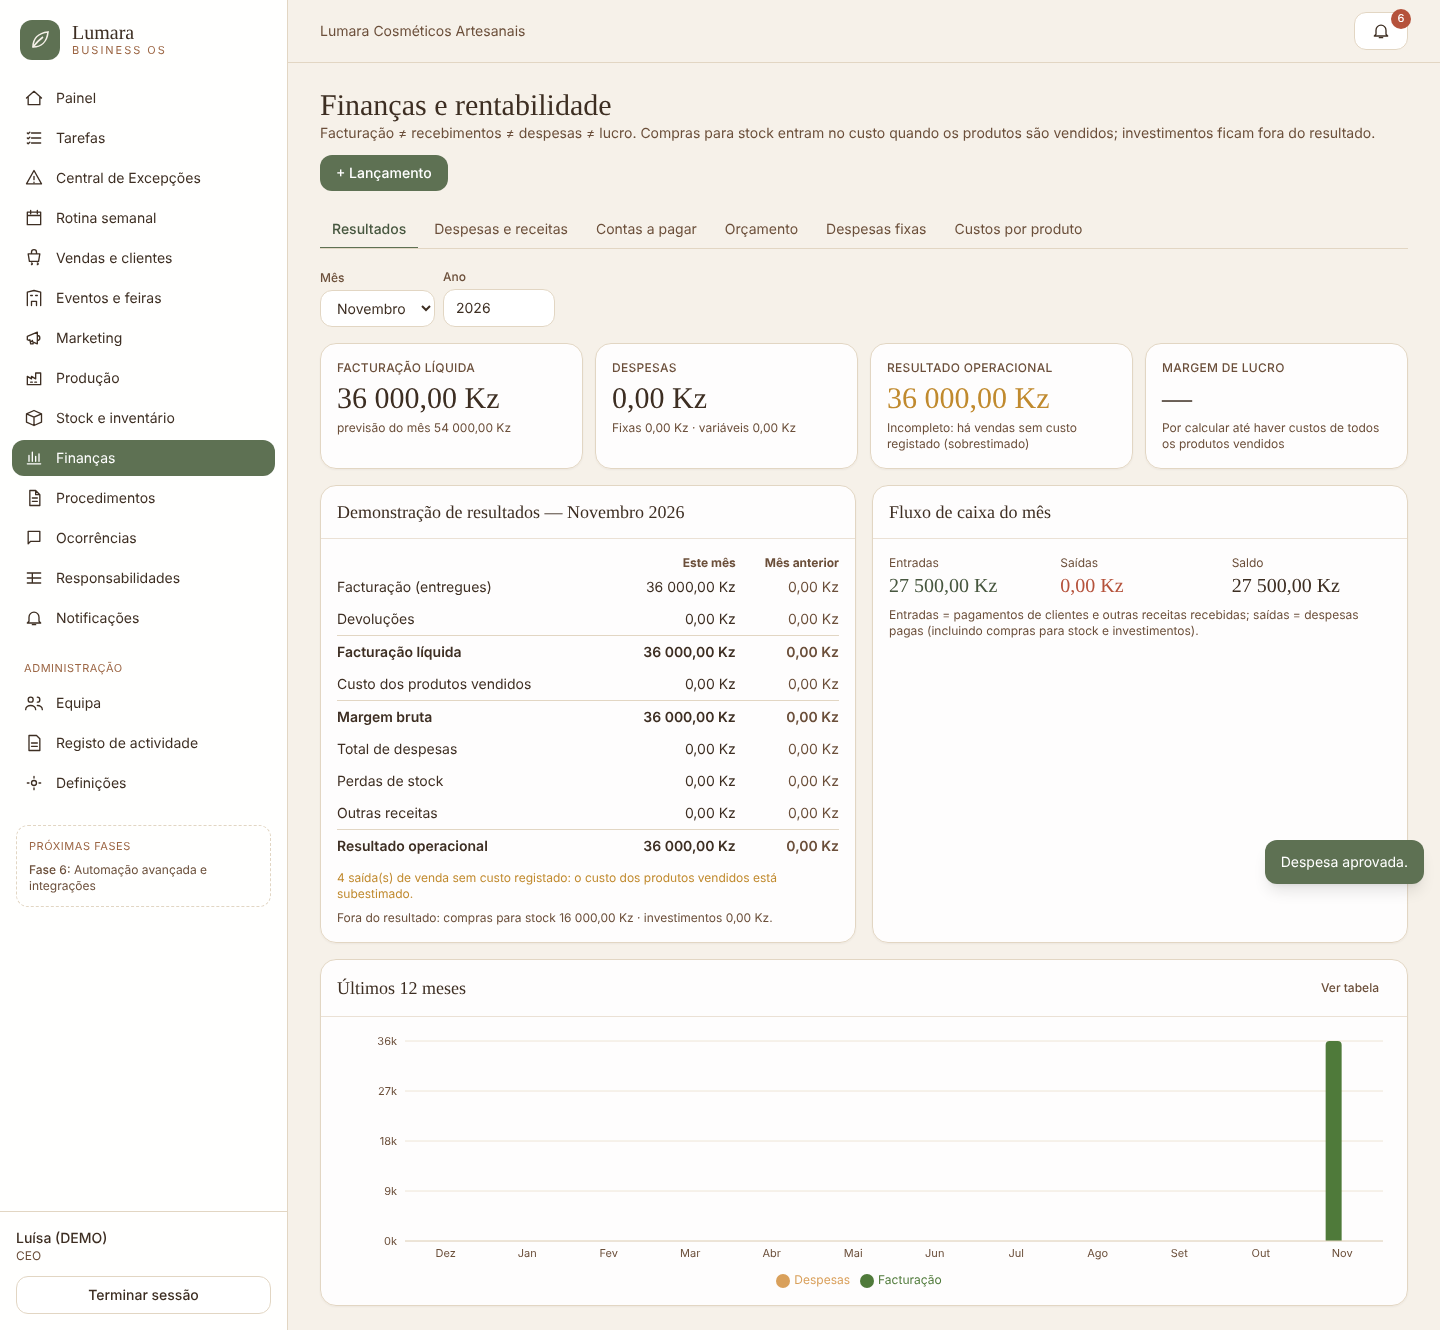 Lumara
BUSINESS OS
Painel
Tarefas
Central de Excepções
Rotina semanal
Vendas e clientes
Eventos e feiras
Marketing
Produção
Stock e inventário
Finanças
Procedimentos
Ocorrências
Responsabilidades
Notificações
ADMINISTRAÇÃO
Equipa
Registo de actividade
Definições
PRÓXIMAS FASES
Fase 6: Automação avançada e
integrações
Luísa (DEMO)
CEO
Terminar sessão
Lumara Cosméticos Artesanais
6
Finanças e rentabilidade
Facturação ≠ recebimentos ≠ despesas ≠ lucro. Compras para stock entram no custo quando os produtos são vendidos; investimentos ficam fora do resultado.
+ Lançamento
Resultados Despesas e receitas Contas a pagar Orçamento Despesas fixas Custos por produto
Mês Ano
Novembro 2026
FACTURAÇÃO LÍQUIDA
36 000,00 Kz
previsão do mês 54 000,00 Kz
DESPESAS
0,00 Kz
Fixas 0,00 Kz · variáveis 0,00 Kz
RESULTADO OPERACIONAL
36 000,00 Kz
Incompleto: há vendas sem custo
registado (sobrestimado)
MARGEM DE LUCRO
—
Por calcular até haver custos de todos
os produtos vendidos
Demonstração de resultados — Novembro 2026
Este mês Mês anterior
Facturação (entregues) 36 000,00 Kz 0,00 Kz
Devoluções 0,00 Kz 0,00 Kz
Facturação líquida 36 000,00 Kz 0,00 Kz
Custo dos produtos vendidos 0,00 Kz 0,00 Kz
Margem bruta 36 000,00 Kz 0,00 Kz
Total de despesas 0,00 Kz 0,00 Kz
Perdas de stock 0,00 Kz 0,00 Kz
Outras receitas 0,00 Kz 0,00 Kz
Resultado operacional 36 000,00 Kz 0,00 Kz
4 saída(s) de venda sem custo registado: o custo dos produtos vendidos está
subestimado.
Fora do resultado: compras para stock 16 000,00 Kz · investimentos 0,00 Kz.
Fluxo de caixa do mês
Entradas Saídas Saldo
27 500,00 Kz 0,00 Kz 27 500,00 Kz
Entradas = pagamentos de clientes e outras receitas recebidas; saídas = despesas
pagas (incluindo compras para stock e investimentos).
Despesa aprovada.
Últimos 12 meses
Ver tabela
36k
27k
18k
9k
0k
Dez Jan Fev Mar Abr Mai Jun Jul Ago Set Out Nov
Despesas Facturação